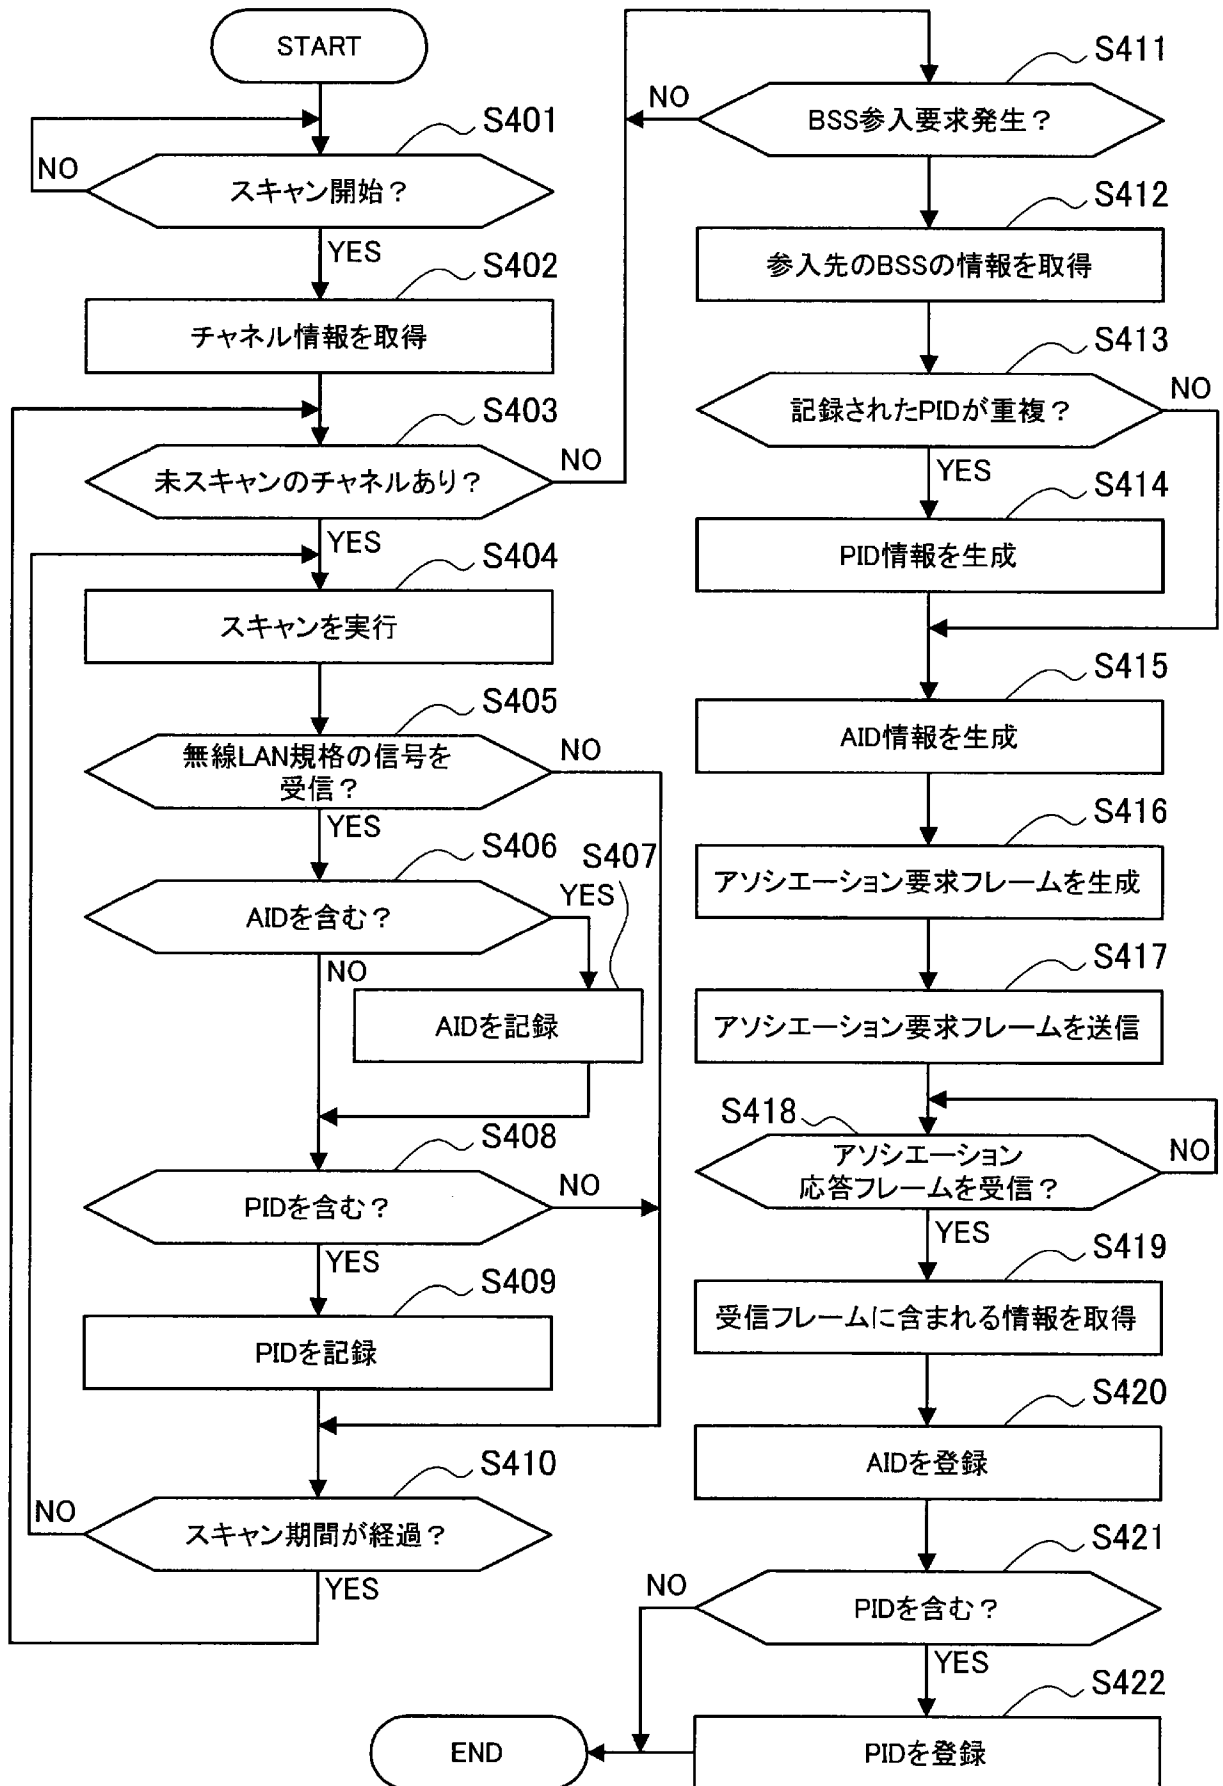 START
S401
NO
スキャン開始？
YES
S402
チャネル情報を取得
S403
未スキャンのチャネルあり？
NO
YES
S404
スキャンを実行
S405
無線LAN規格の信号を
受信？
NO
YES
S406
AIDを含む？
YES
S407
NO
AIDを記録
S408
PIDを含む？
NO
YES
S409
PIDを記録
S410
NO
スキャン期間が経過？
YES
S411
NO
BSS参入要求発生？
S412
参入先のBSSの情報を取得
S413
記録されたPIDが重複？
NO
YES
S414
PID情報を生成
S415
AID情報を生成
S416
アソシエーション要求フレームを生成
S417
アソシエーション要求フレームを送信
S418
アソシエーション
応答フレームを受信？
NO
YES
S419
受信フレームに含まれる情報を取得
S420
AIDを登録
S421
NO
PIDを含む？
YES
S422
PIDを登録
END